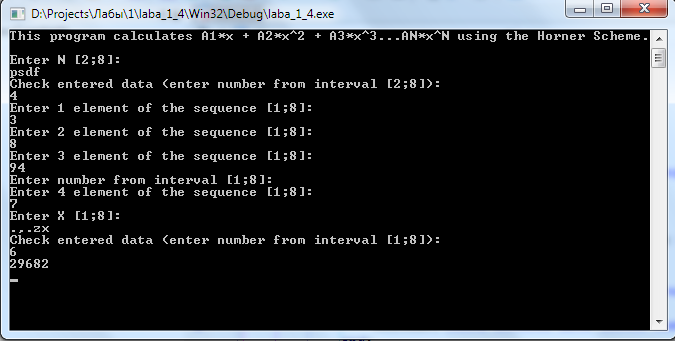 D:\Projects\Лабы\1\laba_1_4\Win32\Debug\laba_1_4.exe
This program calculates A1*x + A2*x^2 + A3*x^3...AN*x^N using the Horner Scheme.
Enter N [2;8]:
psdf
Check entered data (enter number from interval [2;8]):
4
Enter 1 element of the sequence [1;8]:
3
Enter 2 element of the sequence [1;8]:
8
Enter 3 element of the sequence [1;8]:
94
Enter number from interval [1;8]:
Enter 4 element of the sequence [1;8]:
7
Enter X [1;8]:
.,.zx
Check entered data (enter number from interval [1;8]):
6
29682